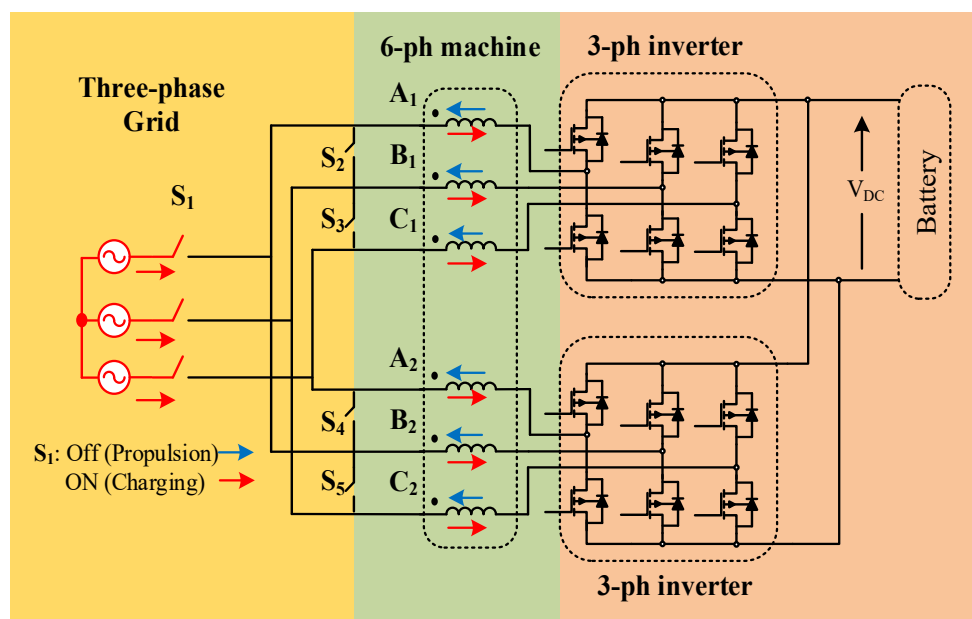 6-ph machine
3-ph inverter
Three-phase
Grid
A₁
S₂
B₁
S₁
S₃
C₁
V_DC
Battery
A₂
S₄
B₂
S₁: Off (Propulsion)
ON (Charging)
S₅
C₂
3-ph inverter